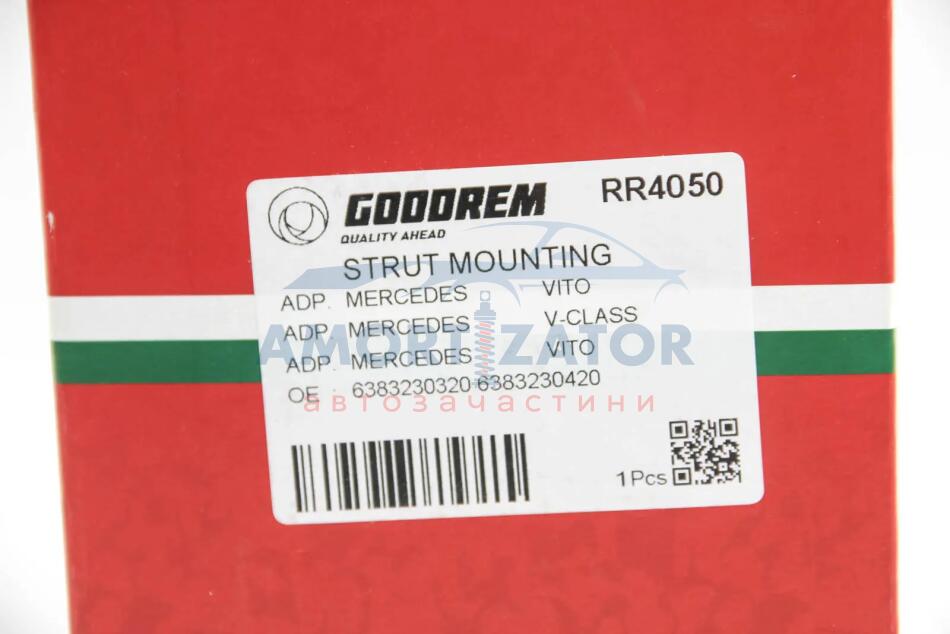 GOODREM
RR4050
QUALITY AHEAD
STRUT MOUNTING
ADP. MERCEDES VITO
ADP. MERCEDES V-CLASS
ADP. MERCEDES VITO
OE 6383230320 6383230420
1Pcs
AMORTIZATOR
автозачастини